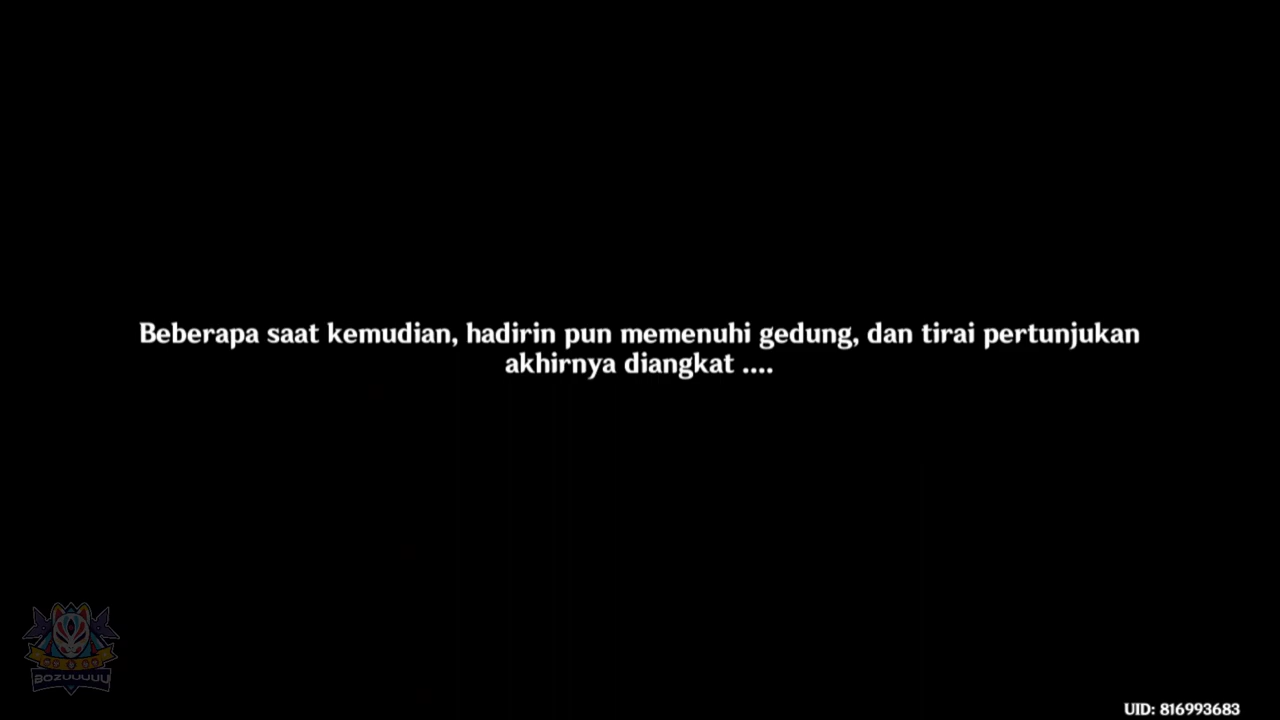 Beberapa saat kemudian, hadirin pun memenuhi gedung, dan tirai pertunjukan
akhirnya diangkat ....
BOZUUUUU
UID: 816993683